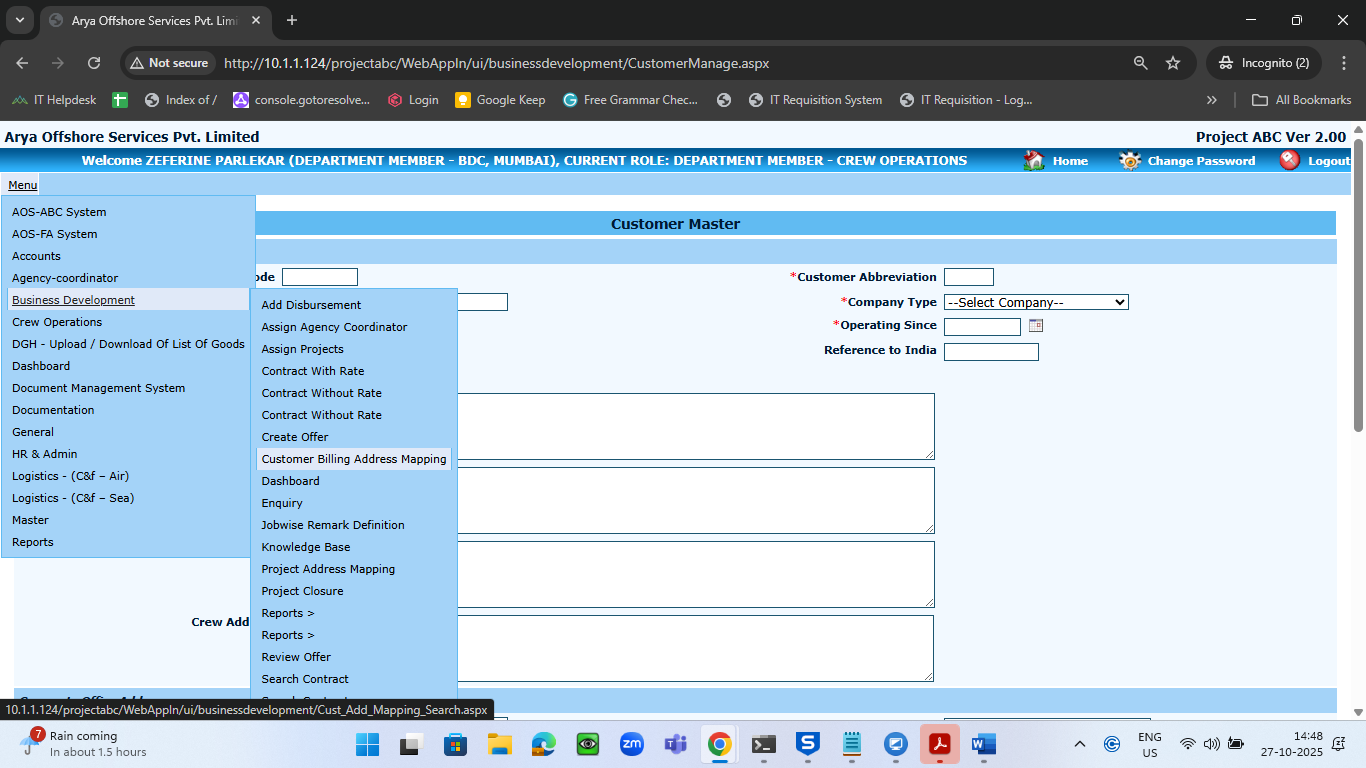 Arya Offshore Services Pvt. Limi
Not secure
http://10.1.1.124/projectabc/WebAppIn/ui/businessdevelopment/CustomerManage.aspx
Incognito (2)
IT Helpdesk
Index of /
console.gotoresolve...
Login
Google Keep
Free Grammar Chec...
IT Requisition System
IT Requisition - Log...
»
All Bookmarks
Arya Offshore Services Pvt. Limited
Project ABC Ver 2.00
Welcome ZEFERINE PARLEKAR (DEPARTMENT MEMBER - BDC, MUMBAI), CURRENT ROLE: DEPARTMENT MEMBER - CREW OPERATIONS
Home
Change Password
Logout
Menu
AOS-ABC System
AOS-FA System
Accounts
Agency-coordinator
Business Development
Crew Operations
DGH - Upload / Download Of List Of Goods
Dashboard
Document Management System
Documentation
General
HR & Admin
Logistics - (C&f – Air)
Logistics - (C&f – Sea)
Master
Reports
Add Disbursement
Assign Agency Coordinator
Assign Projects
Contract With Rate
Contract Without Rate
Contract Without Rate
Create Offer
Customer Billing Address Mapping
Dashboard
Enquiry
Jobwise Remark Definition
Knowledge Base
Project Address Mapping
Project Closure
Reports >
Reports >
Review Offer
Search Contract
Customer Master
ode
*Customer Abbreviation
*Company Type
--Select Company--
*Operating Since
Reference to India
Crew Add
10.1.1.124/projectabc/WebAppIn/ui/businessdevelopment/Cust_Add_Mapping_Search.aspx
7
Rain coming
In about 1.5 hours
zm
ENG
US
14:48
27-10-2025